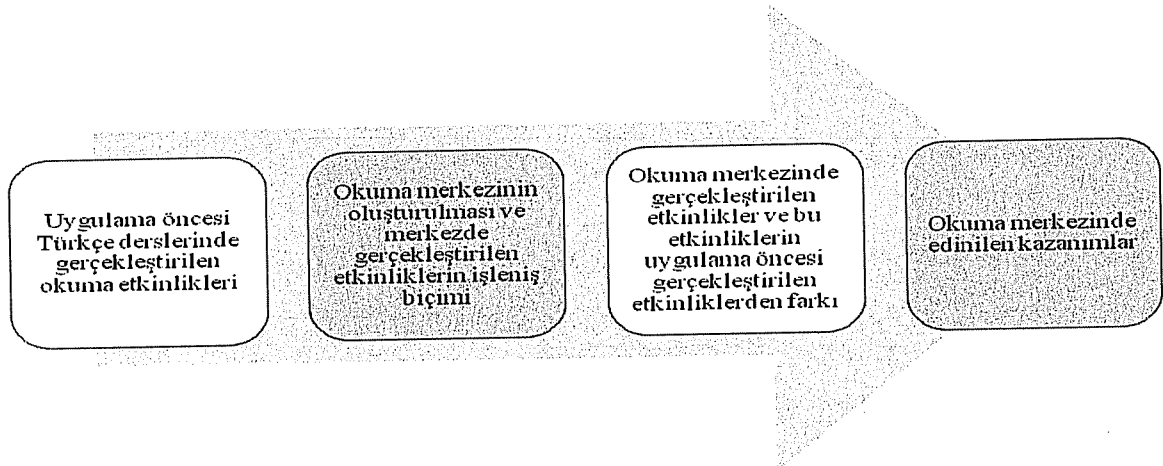 Uygulama öncesi
Türkçe derslerinde
gerçekleştirilen
okuma etkinlikleri
Okuma merkezinin
oluşturulması ve
merkezde
gerçekleştirilen
etkinliklerin işleniş
biçimi
Okuma merkezinde
gerçekleştirilen
etkinlikler ve bu
etkinliklerin
uygulama öncesi
gerçekleştirilen
etkinliklerden farkı
Okuma merkezinde
edinilen kazanımlar